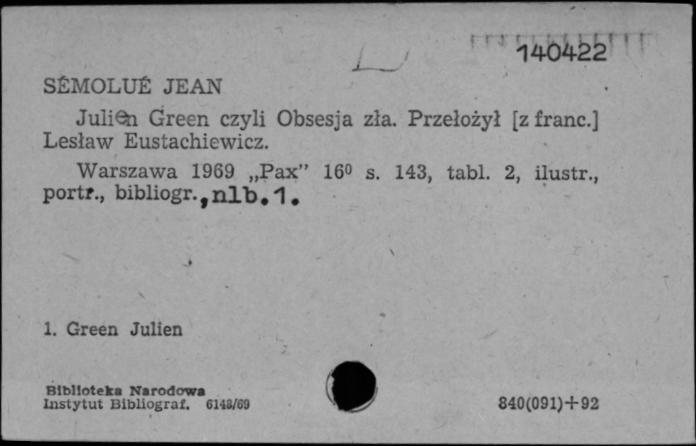 140422
SÉMOLUÉ JEAN
Julien Green czyli Obsesja zła. Przełożył [z franc.]
Lesław Eustachiewicz.
Warszawa 1969 „Pax” 16⁰ s. 143, tabl. 2, ilustr.,
portr., bibliogr., nlb. 1.
1. Green Julien
Biblioteka Narodowa
Instytut Bibliograf. 6148/69
840(091)+92